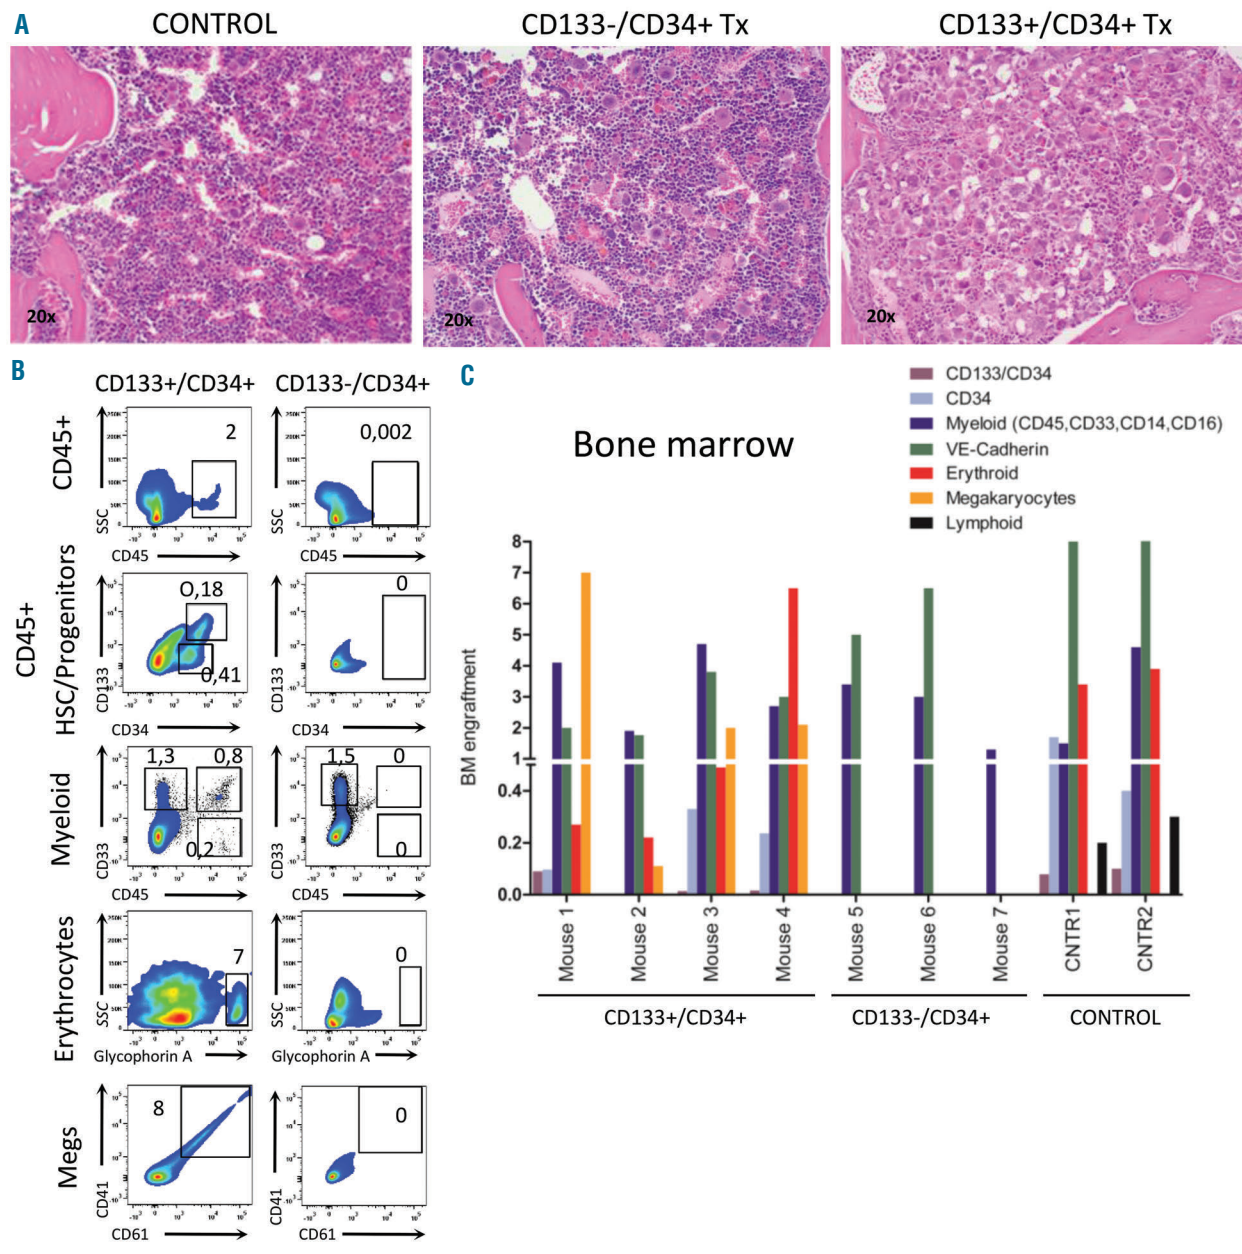 A
CONTROL
CD133-/CD34+ Tx
CD133+/CD34+ Tx
20x
20x
20x
B
CD133+/CD34+
CD133-/CD34+
CD45+
2
0,002
SSC
CD45
SSC
CD45
CD45+
HSC/Progenitors
O,18
0,41
0
CD133
CD34
CD133
CD34
Myeloid
1,3
0,8
0,2
1,5
0
0
CD33
CD45
CD33
CD45
Erythrocytes
7
0
SSC
Glycophorin A
SSC
Glycophorin A
Megs
8
0
CD41
CD61
CD41
CD61
C
CD133/CD34
CD34
Myeloid (CD45,CD33,CD14,CD16)
VE-Cadherin
Erythroid
Megakaryocytes
Lymphoid
Bone marrow
BM engraftment
8
7
6
5
4
3
2
1
0.4
0.2
0.0
Mouse 1
Mouse 2
Mouse 3
Mouse 4
Mouse 5
Mouse 6
Mouse 7
CNTR1
CNTR2
CD133+/CD34+
CD133-/CD34+
CONTROL